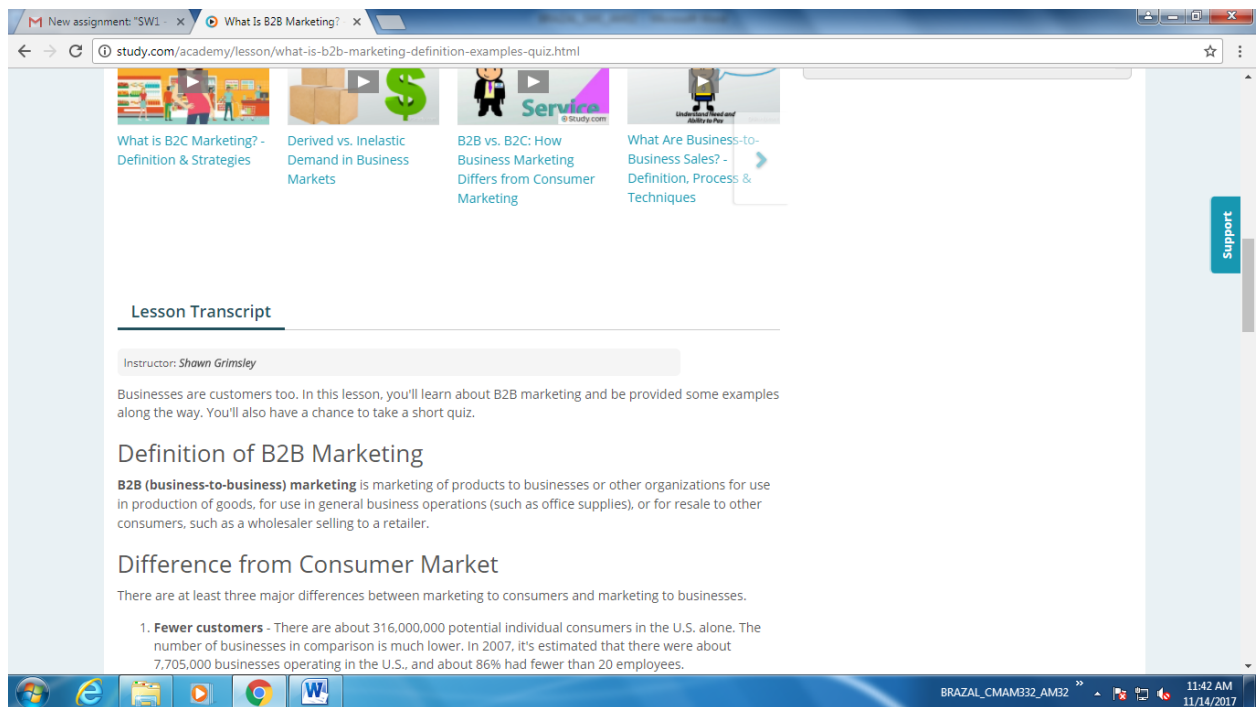 New assignment: "SW1 -
What Is B2B Marketing?
study.com/academy/lesson/what-is-b2b-marketing-definition-examples-quiz.html
Service
Study.com
Understand Need and
Ability to Pay
What is B2C Marketing? -
Definition & Strategies
Derived vs. Inelastic
Demand in Business
Markets
B2B vs. B2C: How
Business Marketing
Differs from Consumer
Marketing
What Are Business-to-
Business Sales? -
Definition, Process &
Techniques
Support
Lesson Transcript
Instructor: Shawn Grimsley
Businesses are customers too. In this lesson, you'll learn about B2B marketing and be provided some examples
along the way. You'll also have a chance to take a short quiz.
Definition of B2B Marketing
B2B (business-to-business) marketing is marketing of products to businesses or other organizations for use
in production of goods, for use in general business operations (such as office supplies), or for resale to other
consumers, such as a wholesaler selling to a retailer.
Difference from Consumer Market
There are at least three major differences between marketing to consumers and marketing to businesses.
1. Fewer customers - There are about 316,000,000 potential individual consumers in the U.S. alone. The
number of businesses in comparison is much lower. In 2007, it's estimated that there were about
7,705,000 businesses operating in the U.S., and about 86% had fewer than 20 employees.
BRAZAL_CMAM332_AM32
11:42 AM
11/14/2017